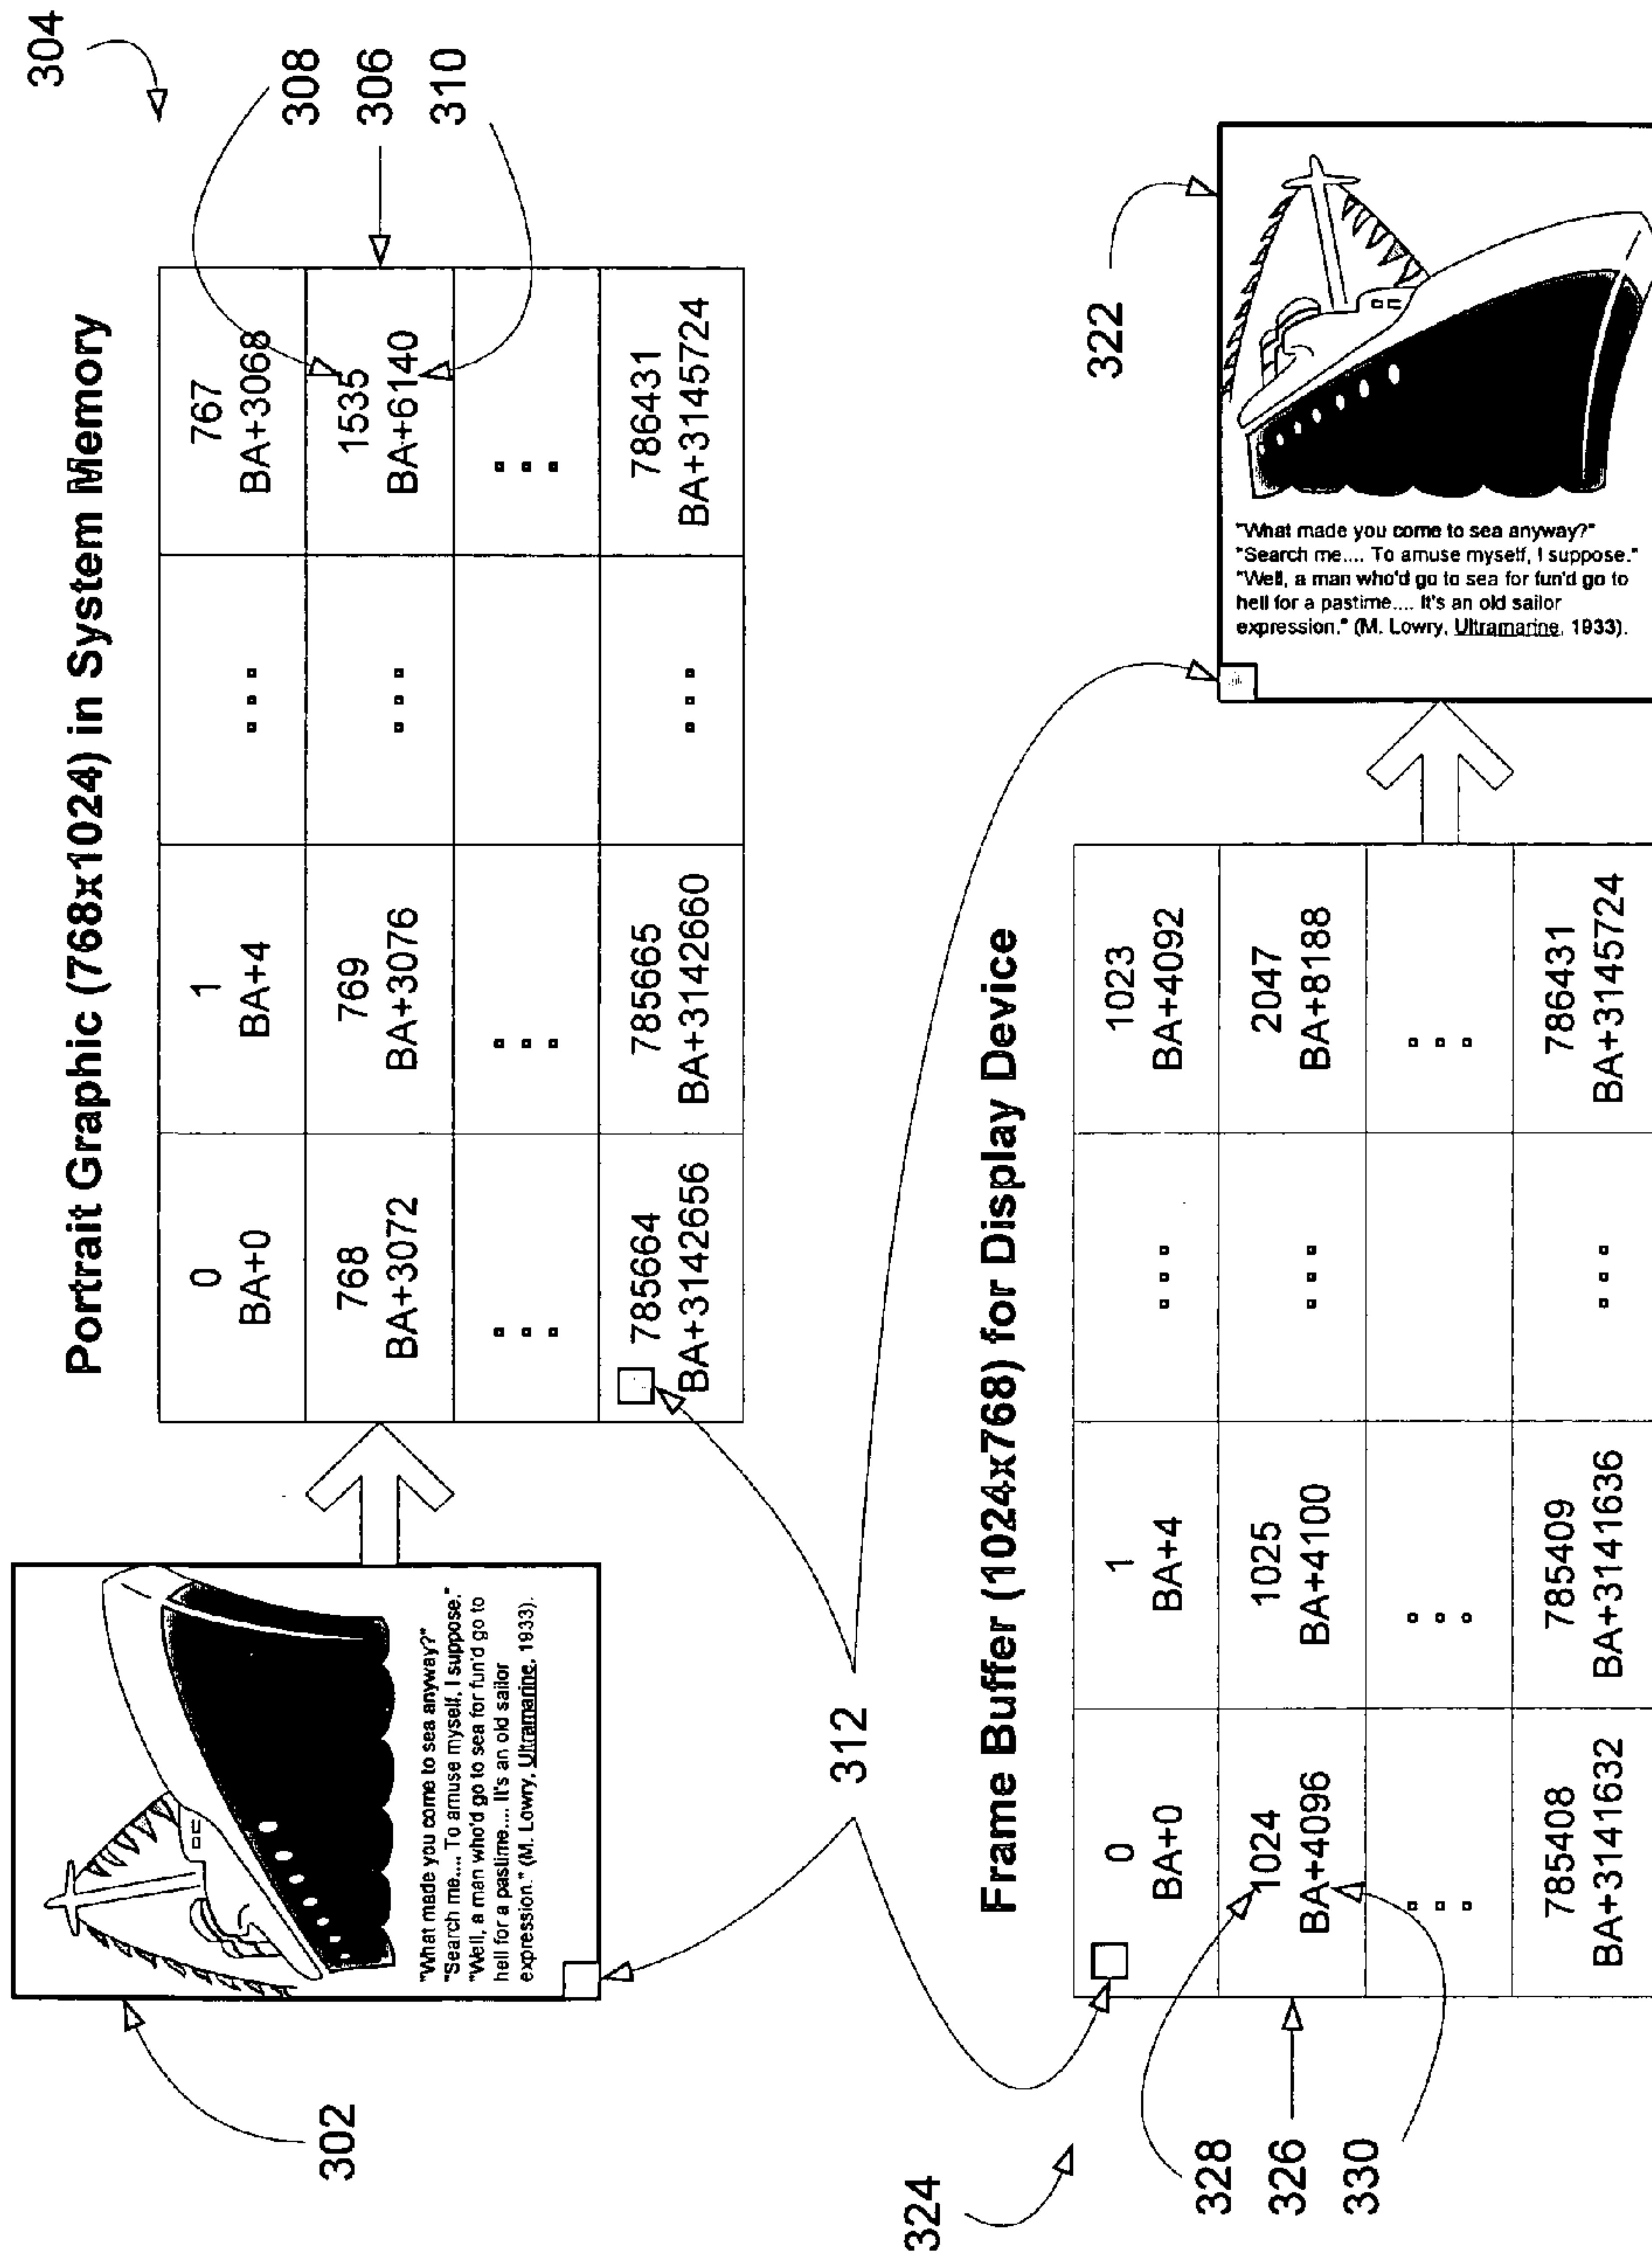 304
Portrait Graphic (768x1024) in System Memory
308
306
310
0
BA+0
1
BA+4
...
767
BA+3068
768
BA+3072
769
BA+3076
...
1535
BA+6140
...
...
...
785664
BA+3142656
785665
BA+3142660
...
786431
BA+3145724
302
"What made you come to sea anyway?"
"Search me.... To amuse myself, I suppose."
"Well, a man who'd go to sea for fun'd go to
hell for a pastime.... It's an old sailor
expression." (M. Lowry, Ultramarine, 1933).
312
324
Frame Buffer (1024x768) for Display Device
328
326
330
0
BA+0
1
BA+4
...
1023
BA+4092
1024
BA+4096
1025
BA+4100
...
2047
BA+8188
...
...
...
785408
BA+3141632
785409
BA+3141636
...
786431
BA+3145724
322
"What made you come to sea anyway?"
"Search me.... To amuse myself, I suppose."
"Well, a man who'd go to sea for fun'd go to
hell for a pastime.... It's an old sailor
expression." (M. Lowry, Ultramarine, 1933).